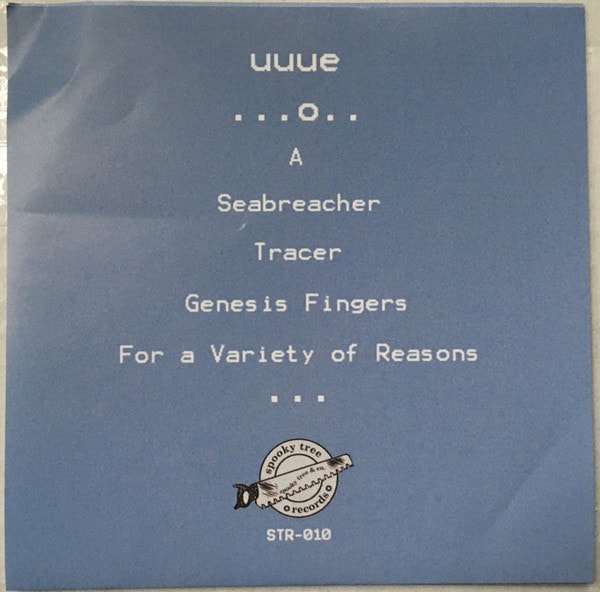 uuue
...o..
A
Seabreacher
Tracer
Genesis Fingers
For a Variety of Reasons
...
spooky tree
spooky tree & co.
records
STR-010